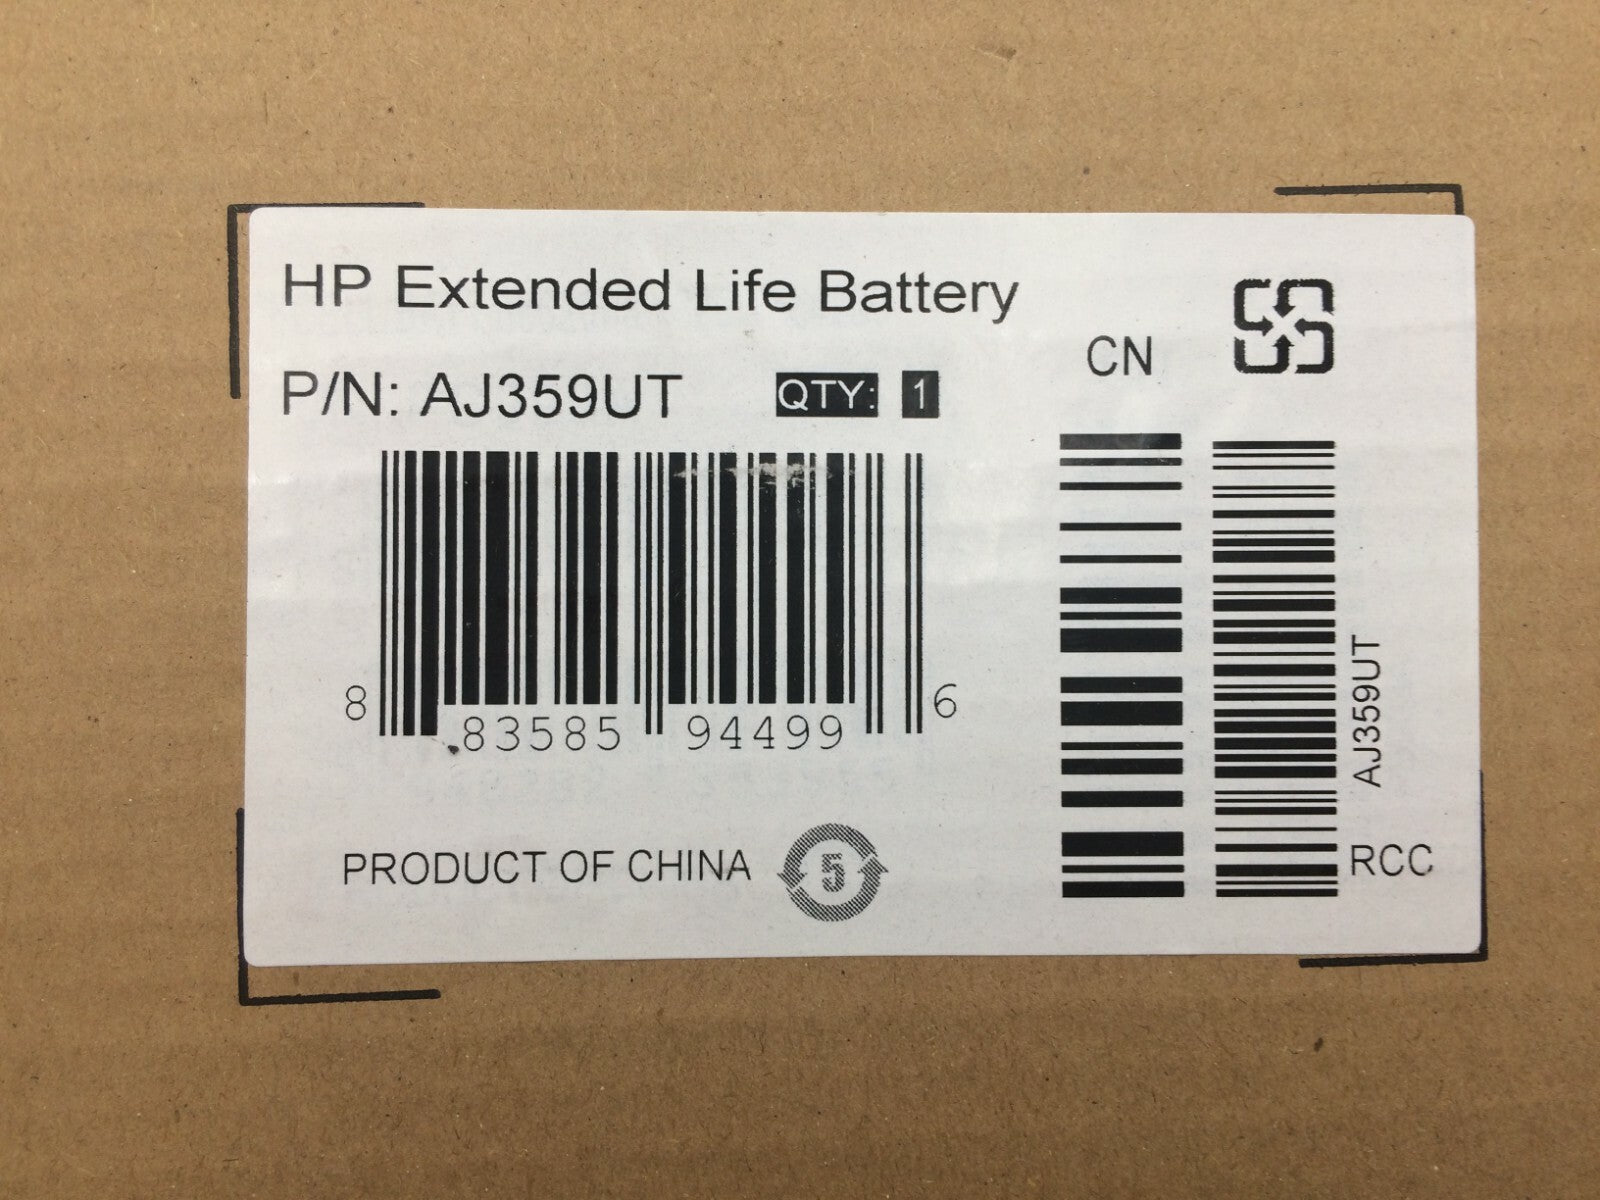 HP Extended Life Battery
P/N: AJ359UT QTY: 1
CN
8 83585 94499 6
AJ359UT
PRODUCT OF CHINA 5
RCC